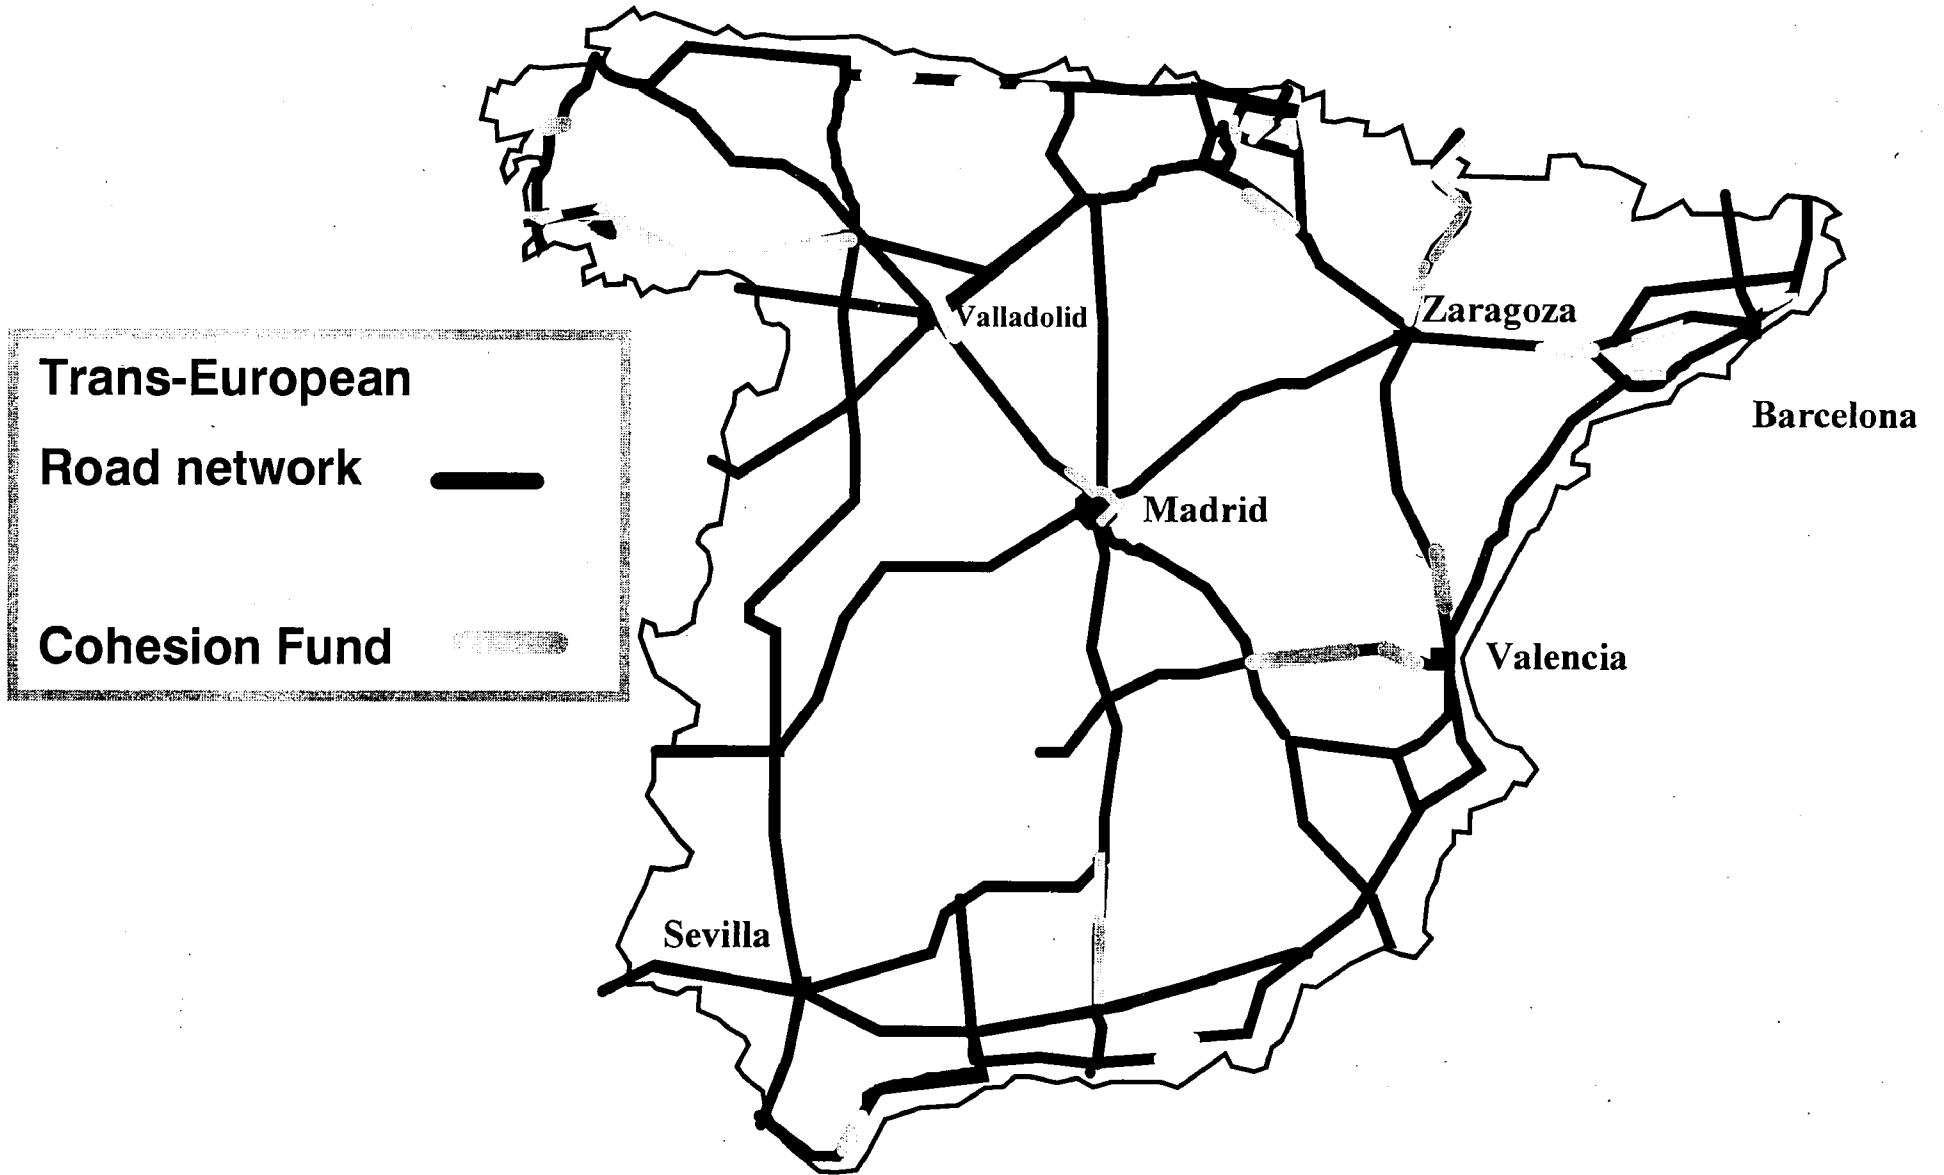 Trans-European
Road network
Cohesion Fund
Valladolid
Zaragoza
Barcelona
Madrid
Valencia
Sevilla